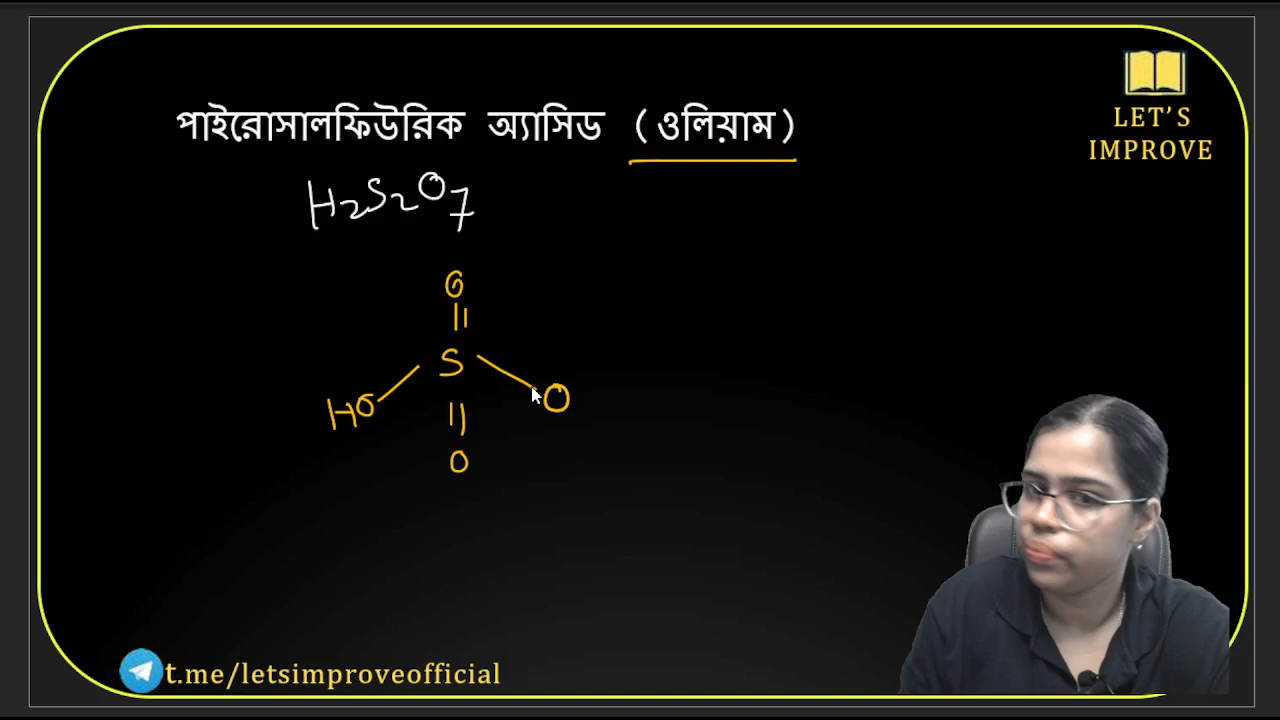 পাইরোসালফিউরিক অ্যাসিড (ওলিয়াম)
LET'S
IMPROVE
H2S2O7
O
S
HO
O
O
t.me/letsimproveofficial